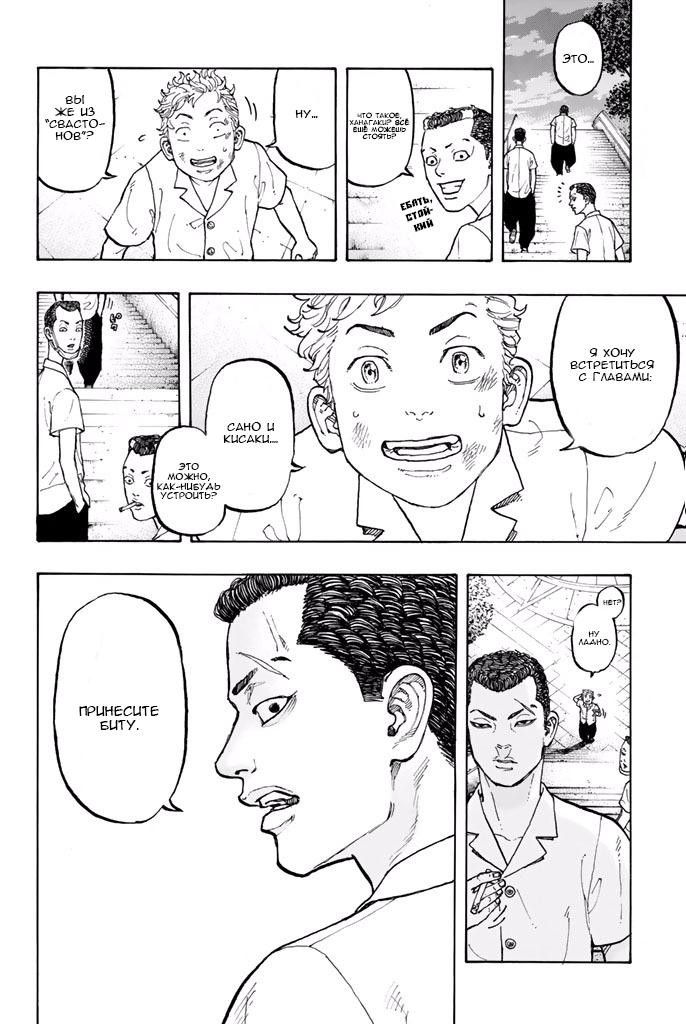 ЭТО...
ЧТО ТАКОЕ,
ХАНАГАКИ? ВСЁ
ЕЩЁ МОЖЕШЬ
СТОЯТЬ?
ЕБАТЬ,
СТОЙ-
КИЙ
НУ...
ВЫ
ЖЕ ИЗ
"СВАСТО-
НОВ"?
Я ХОЧУ
ВСТРЕТИТЬСЯ
С ГЛАВАМИ:
САНО И
КИСАКИ...
ЭТО
МОЖНО,
КАК-НИБУДЬ
УСТРОИТЬ?
НЕТ?
НУ
ЛАДНО.
ПРИНЕСИТЕ
БИТУ.